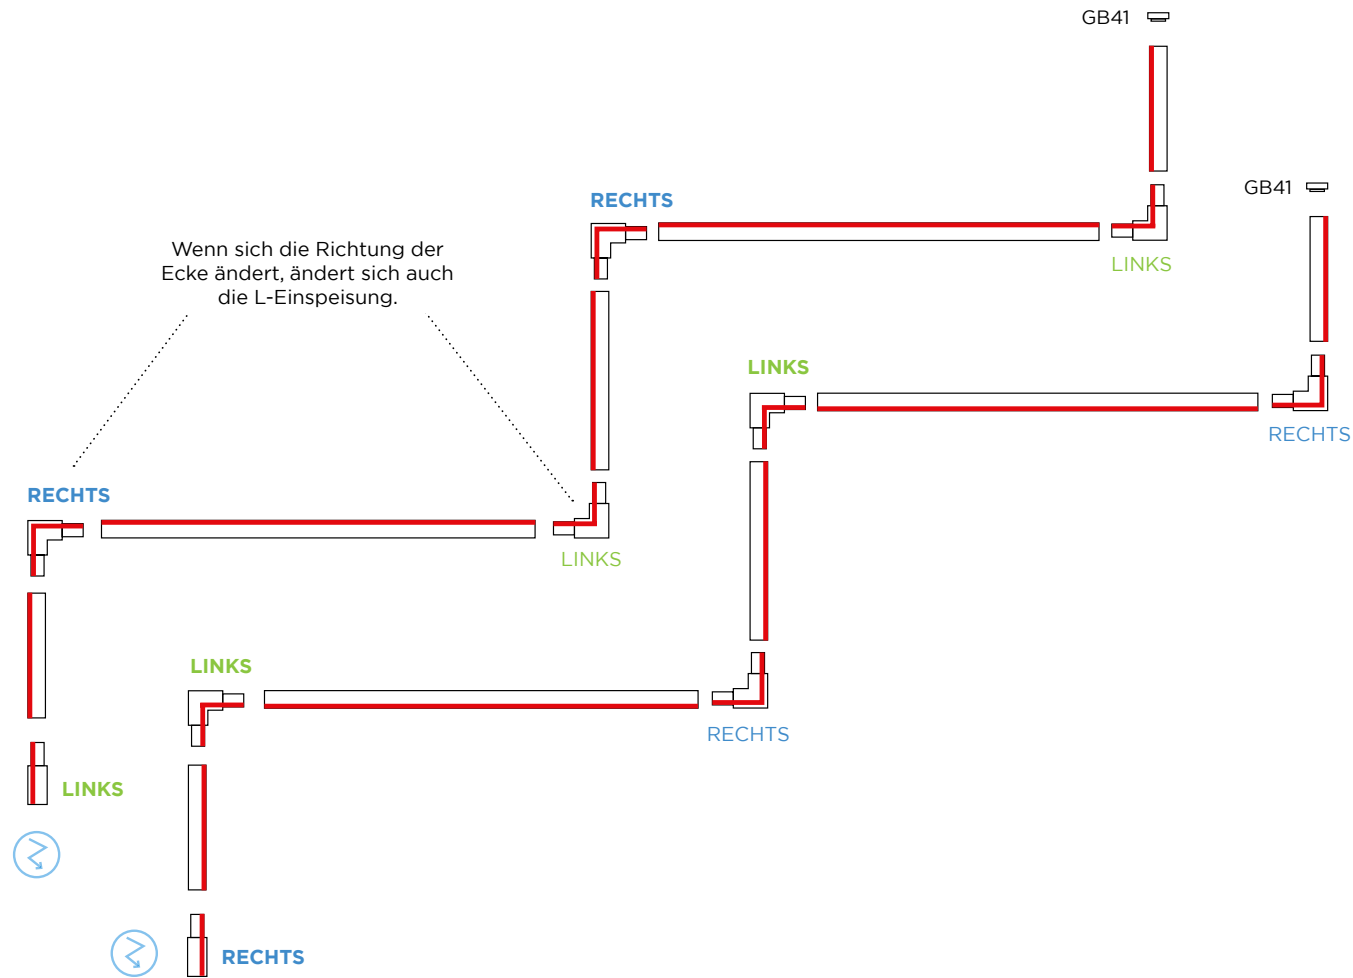 GB41
GB41
RECHTS
Wenn sich die Richtung der
Ecke ändert, ändert sich auch
die L-Einspeisung.
LINKS
LINKS
RECHTS
RECHTS
LINKS
LINKS
RECHTS
LINKS
RECHTS